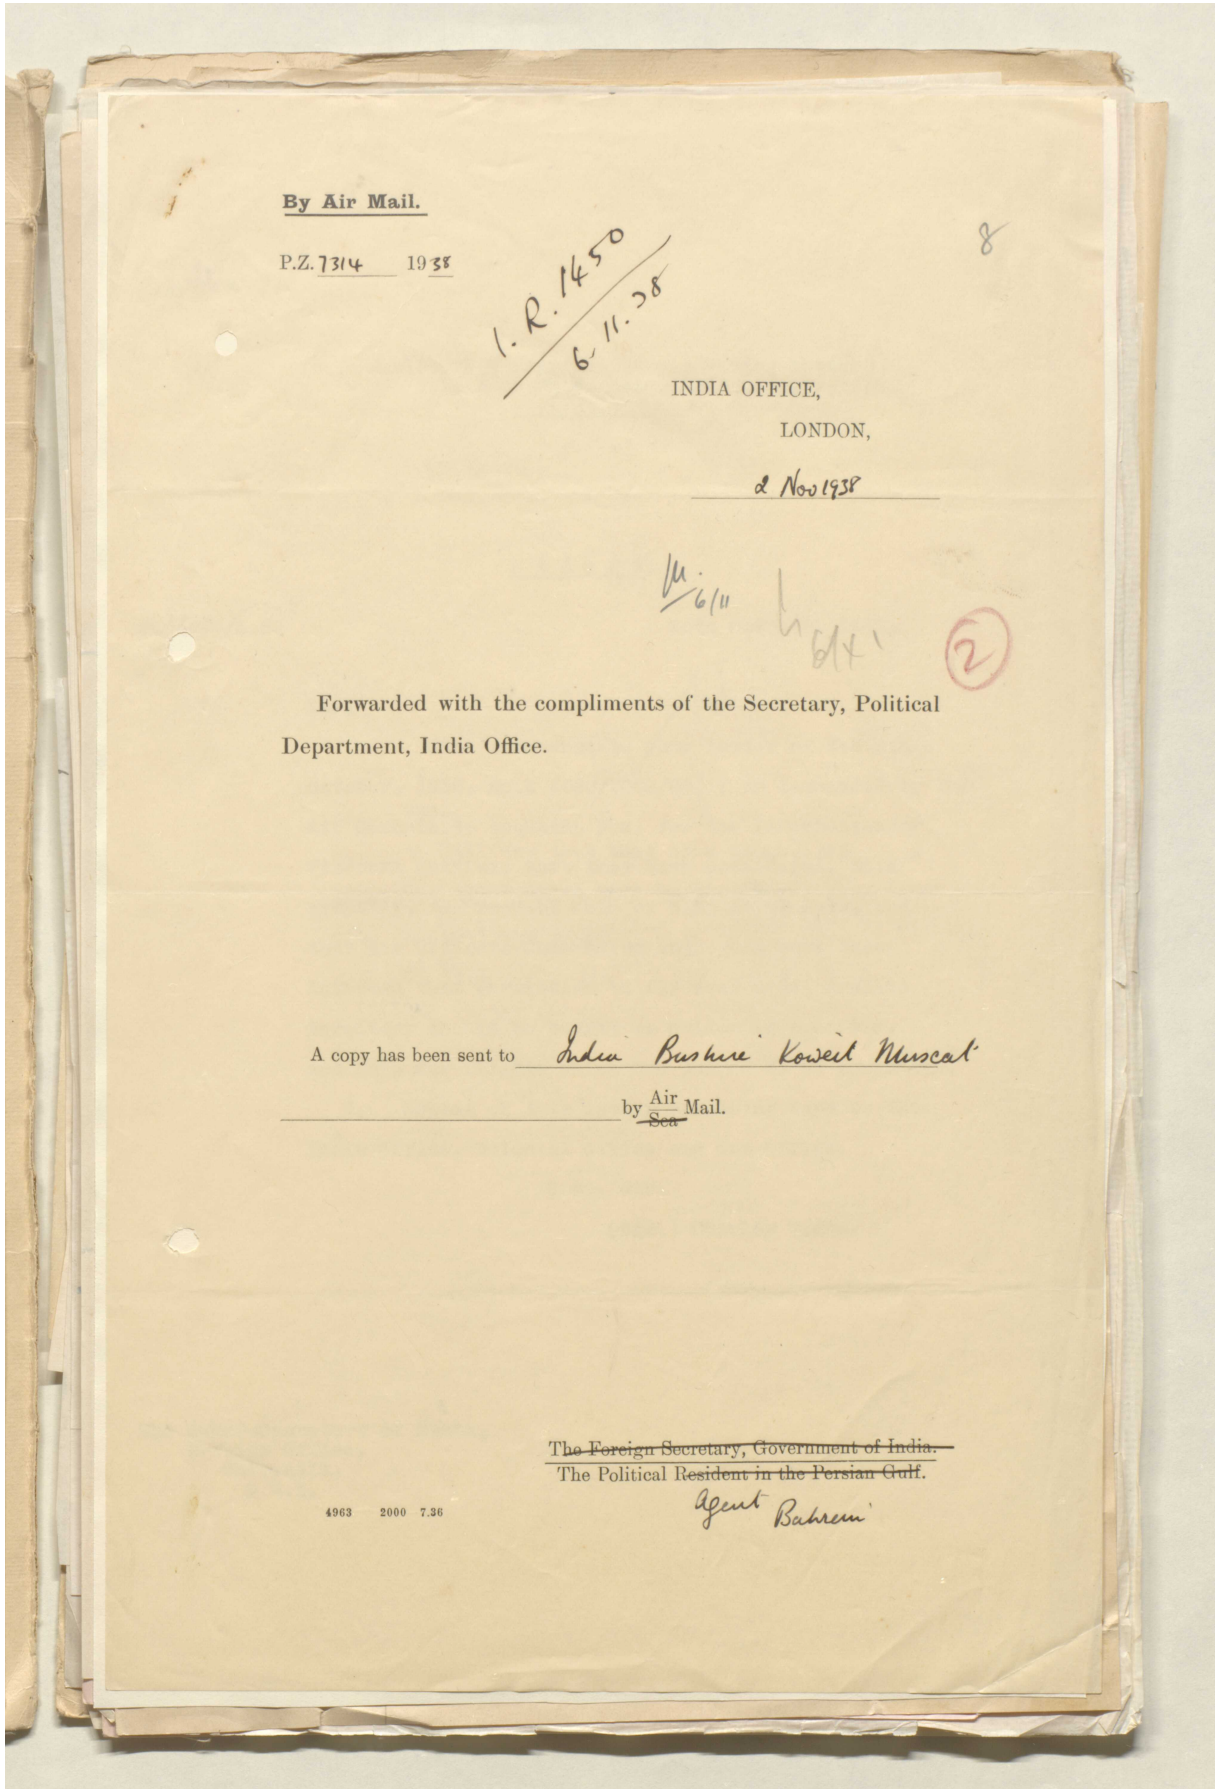 By Air Mail.
P.Z. 7314 1938
8
I. R. 1450
6. 11. 38
INDIA OFFICE,
LONDON,
2 Nov 1938
6/11
2
Forwarded with the compliments of the Secretary, Political
Department, India Office.
A copy has been sent to India Bushire Koweit Muscat
by Air Mail.
Sea
The Foreign Secretary, Government of India.
The Political Resident in the Persian Gulf.
Agent Bahrein
4963 2000 7.36